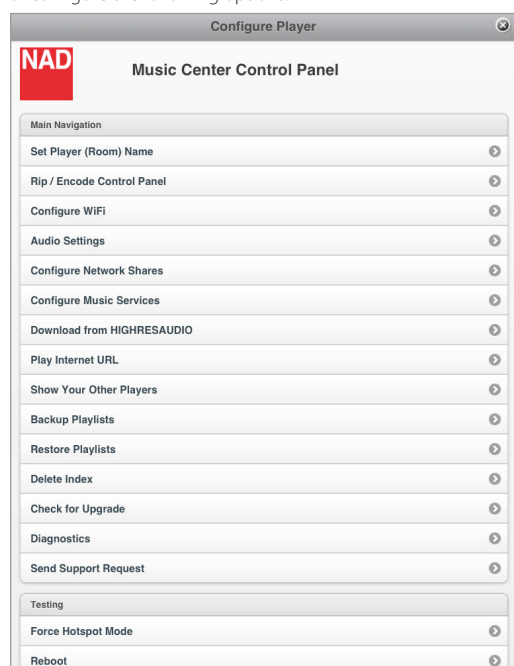 Configure Player
NAD
Music Center Control Panel
Main Navigation
Set Player (Room) Name
Rip / Encode Control Panel
Configure WiFi
Audio Settings
Configure Network Shares
Configure Music Services
Download from HIGHRESAUDIO
Play Internet URL
Show Your Other Players
Backup Playlists
Restore Playlists
Delete Index
Check for Upgrade
Diagnostics
Send Support Request
Testing
Force Hotspot Mode
Reboot